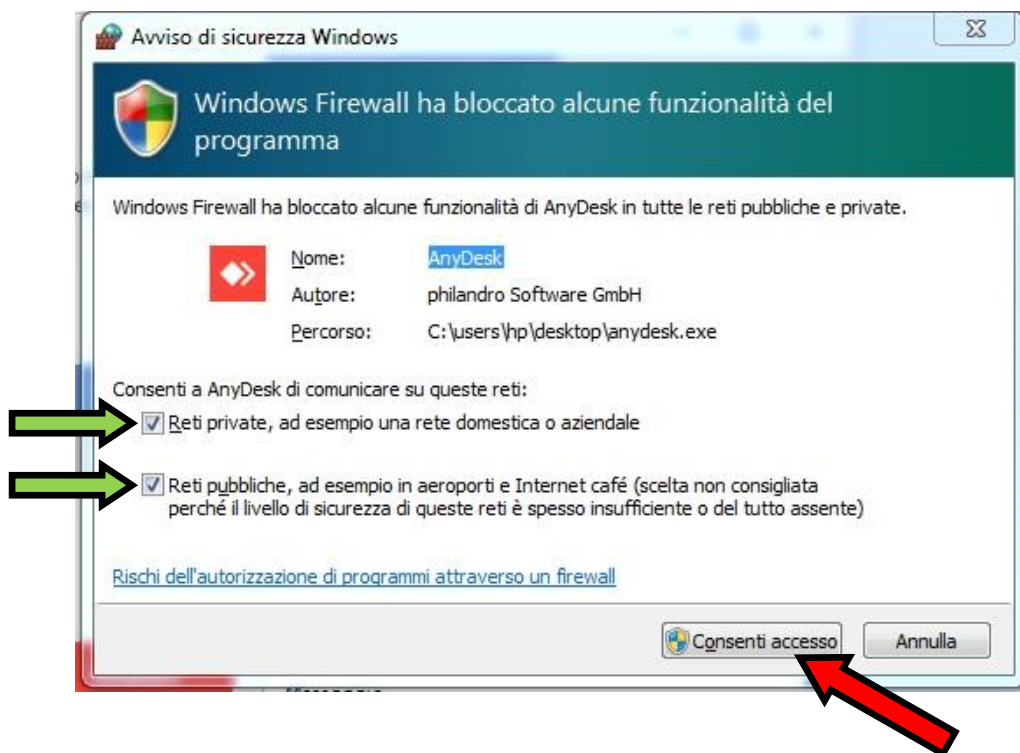 Avviso di sicurezza Windows
Windows Firewall ha bloccato alcune funzionalità del
programma
Windows Firewall ha bloccato alcune funzionalità di AnyDesk in tutte le reti pubbliche e private.
Nome: AnyDesk
Autore: philandro Software GmbH
Percorso: C:\users\hp\desktop\anydesk.exe
Consenti a AnyDesk di comunicare su queste reti:
Reti private, ad esempio una rete domestica o aziendale
Reti pubbliche, ad esempio in aeroporti e Internet café (scelta non consigliata
perché il livello di sicurezza di queste reti è spesso insufficiente o del tutto assente)
Rischi dell'autorizzazione di programmi attraverso un firewall
Consenti accesso Annulla